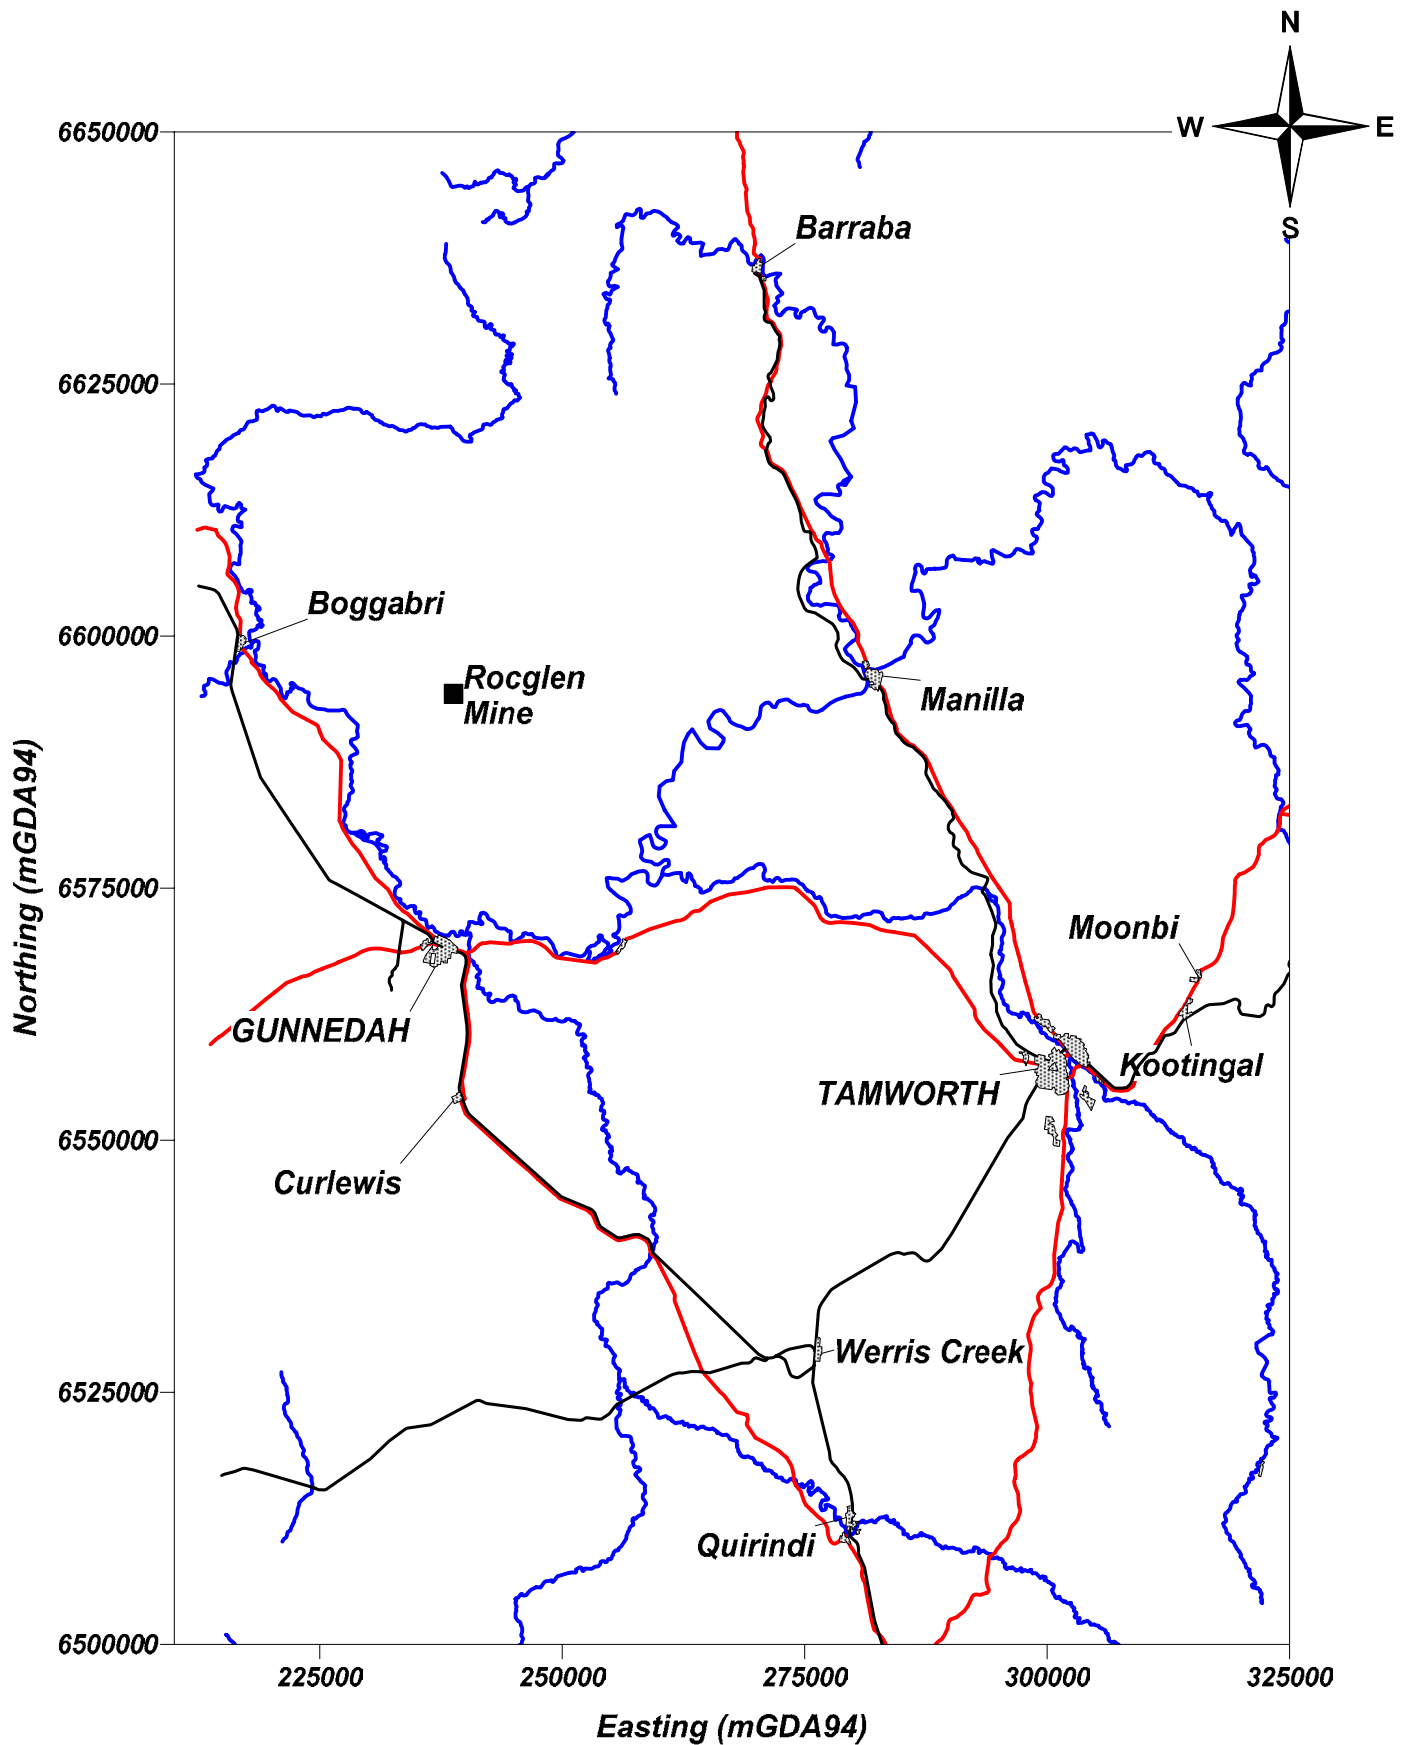 N
W
E
S
6650000
Barraba
6625000
Boggabri
6600000
Rocglen
Mine
Manilla
Northing (mGDA94)
6575000
Moonbi
GUNNEDAH
Kootingal
TAMWORTH
6550000
Curlewis
Werris Creek
6525000
Quirindi
6500000
225000
250000
275000
300000
325000
Easting (mGDA94)